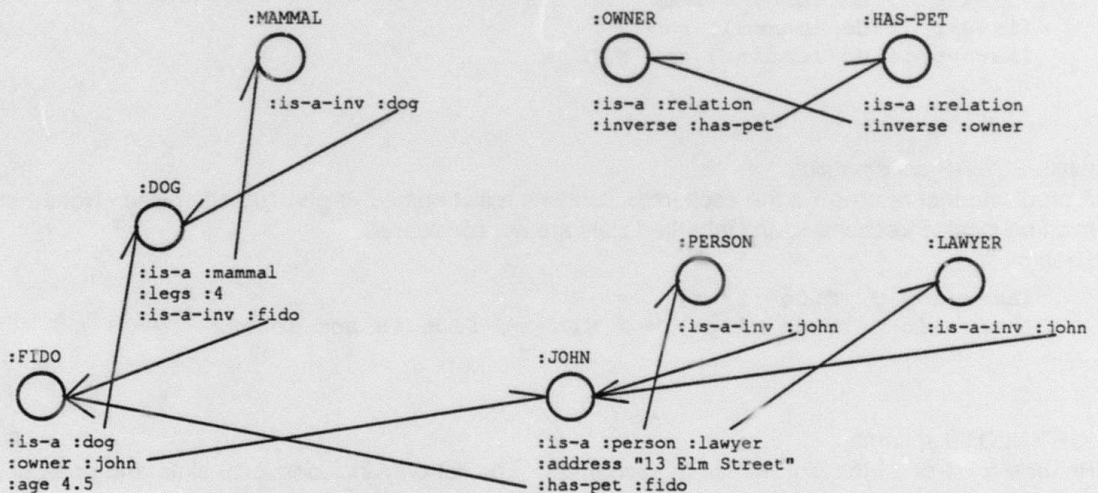 :MAMMAL
:OWNER
:HAS-PET
:is-a-inv :dog
:is-a :relation
:inverse :has-pet
:is-a :relation
:inverse :owner
:DOG
:is-a :mammal
:legs :4
:is-a-inv :fido
:PERSON
:LAWYER
:is-a-inv :john
:is-a-inv :john
:FIDO
:JOHN
:is-a :dog
:owner :john
:age 4.5
:is-a :person :lawyer
:address "13 Elm Street"
:has-pet :fido